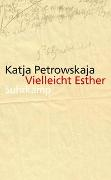 Katja Petrowskaja
Vielleicht Esther
Suhrkamp